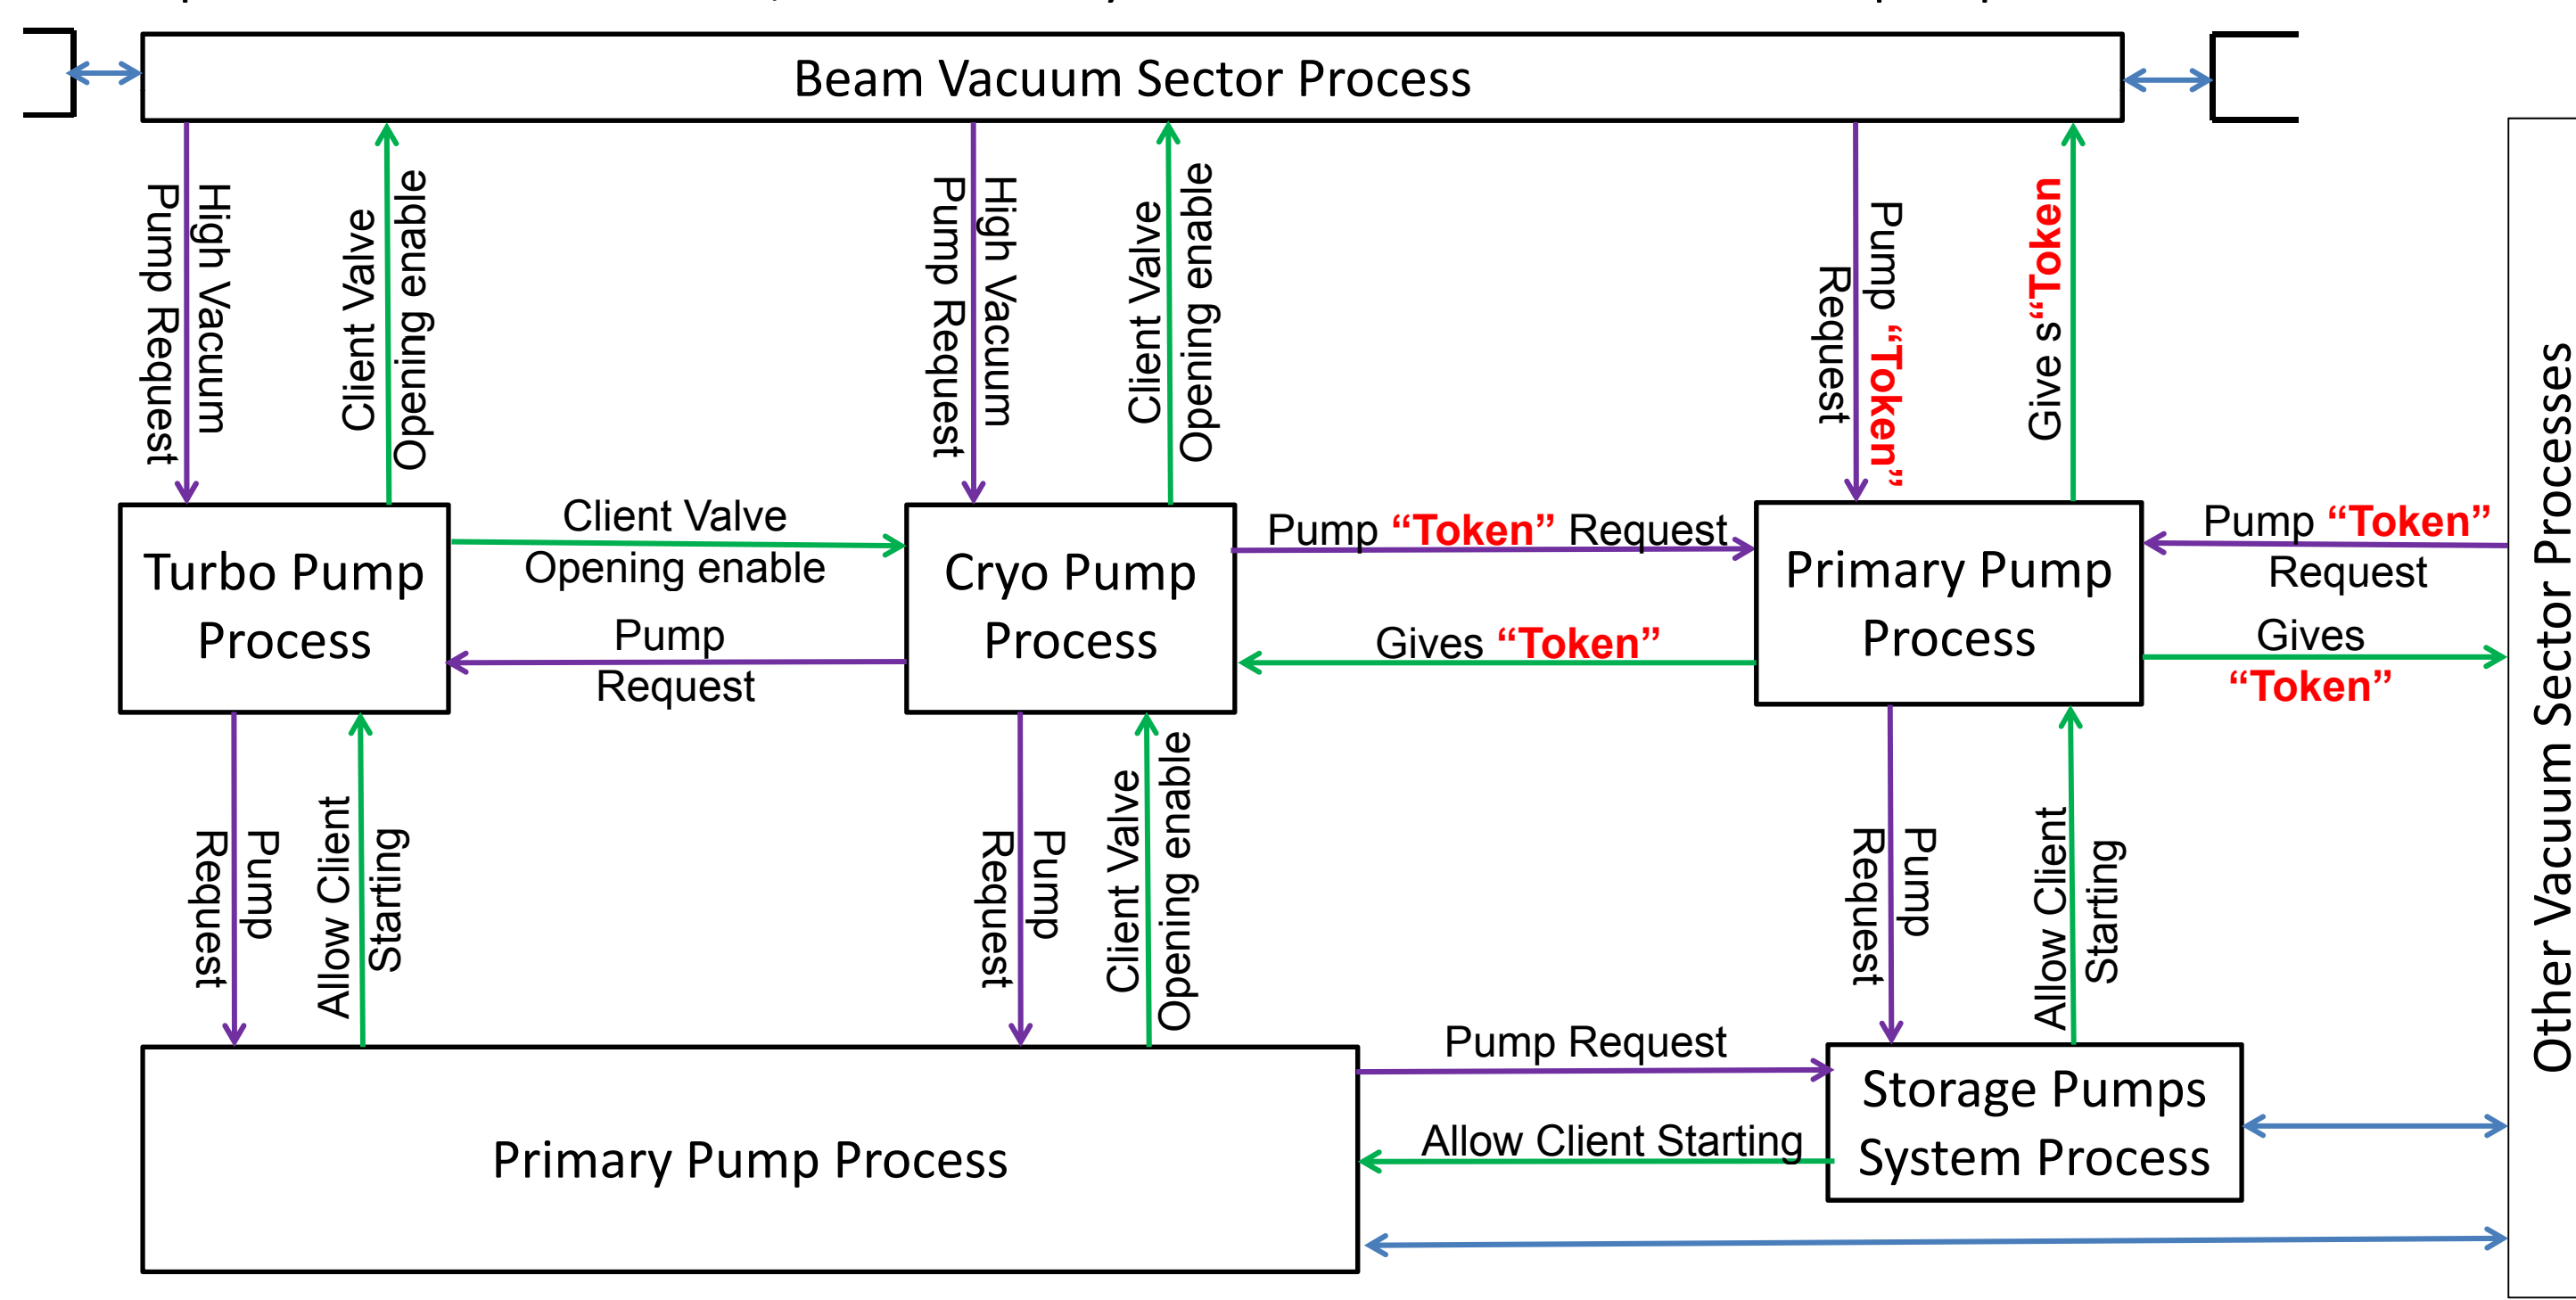 Beam Vacuum Sector Process
High Vacuum
Pump Request
Client Valve
Opening enable
High Vacuum
Pump Request
Client Valve
Opening enable
Pump “Token”
Request
Give s”Token
Turbo Pump
Process
Client Valve
Opening enable
Pump
Request
Cryo Pump
Process
Pump “Token” Request
Gives “Token”
Primary Pump
Process
Pump “Token”
Request
Gives
“Token”
Other Vacuum Sector Processes
Pump
Request
Allow Client
Starting
Pump
Request
Client Valve
Opening enable
Pump
Request
Allow Client
Starting
Primary Pump Process
Pump Request
Allow Client Starting
Storage Pumps
System Process